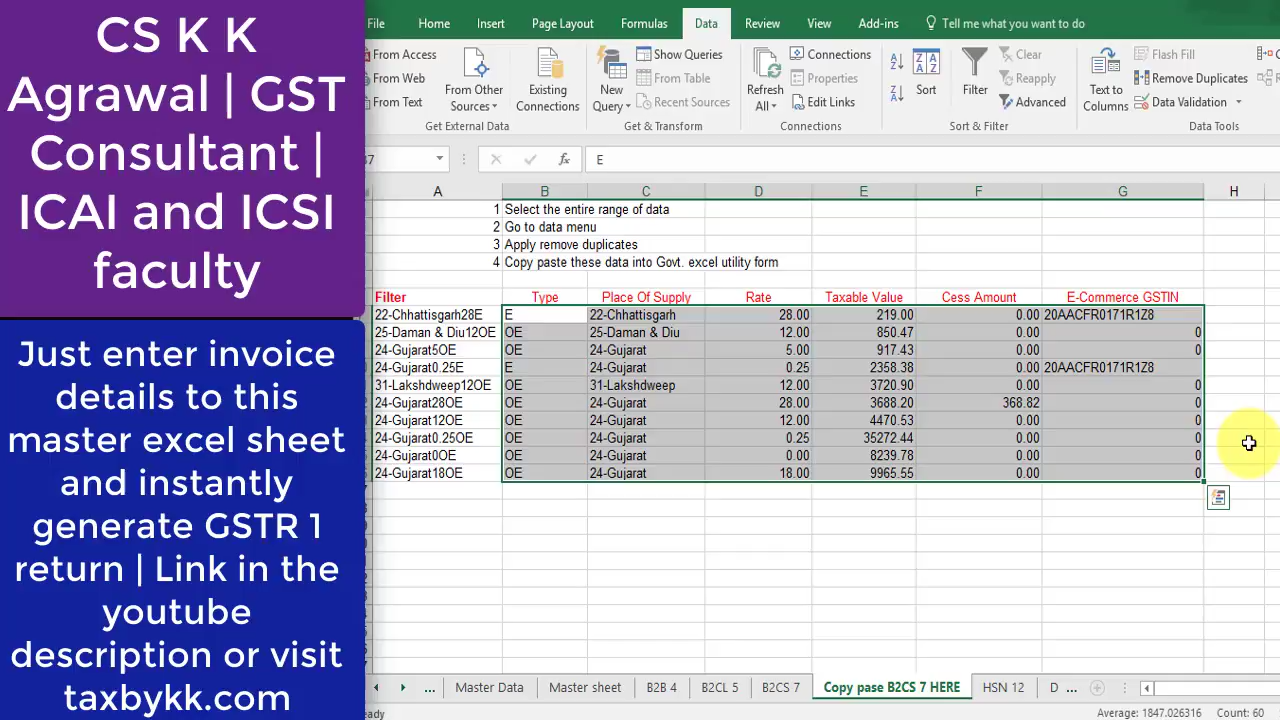 CS K K
Agrawal | GST
Consultant |
ICAI and ICSI
faculty
Just enter invoice
details to this
master excel sheet
and instantly
generate GSTR 1
return | Link in the
youtube
description or visit
taxbykk.com
File Home Insert Page Layout Formulas Data Review View Add-ins Tell me what you want to do
From Access
From Web
From Text
From Other
Sources
Existing
Connections
Get External Data
New
Query
Show Queries
From Table
Recent Sources
Get & Transform
Refresh
All
Connections
Properties
Edit Links
Connections
Sort
Filter
Clear
Reapply
Advanced
Sort & Filter
Text to
Columns
Flash Fill
Remove Duplicates
Data Validation
Data Tools
fx E
A B C D E F G H
1 Select the entire range of data
2 Go to data menu
3 Apply remove duplicates
4 Copy paste these data into Govt. excel utility form
Filter Type Place Of Supply Rate Taxable Value Cess Amount E-Commerce GSTIN
22-Chhattisgarh28E E 22-Chhattisgarh 28.00 219.00 0.00 20AACFR0171R1Z8
25-Daman & Diu12OE OE 25-Daman & Diu 12.00 850.47 0.00 0
24-Gujarat5OE OE 24-Gujarat 5.00 917.43 0.00 0
24-Gujarat0.25E E 24-Gujarat 0.25 2358.38 0.00 20AACFR0171R1Z8
31-Lakshdweep12OE OE 31-Lakshdweep 12.00 3720.90 0.00 0
24-Gujarat28OE OE 24-Gujarat 28.00 3688.20 368.82 0
24-Gujarat12OE OE 24-Gujarat 12.00 4470.53 0.00 0
24-Gujarat0.25OE OE 24-Gujarat 0.25 35272.44 0.00 0
24-Gujarat0OE OE 24-Gujarat 0.00 8239.78 0.00 0
24-Gujarat18OE OE 24-Gujarat 18.00 9965.55 0.00 0
... Master Data Master sheet B2B 4 B2CL 5 B2CS 7 Copy pase B2CS 7 HERE HSN 12 D ...
Average: 1847.026316 Count: 60